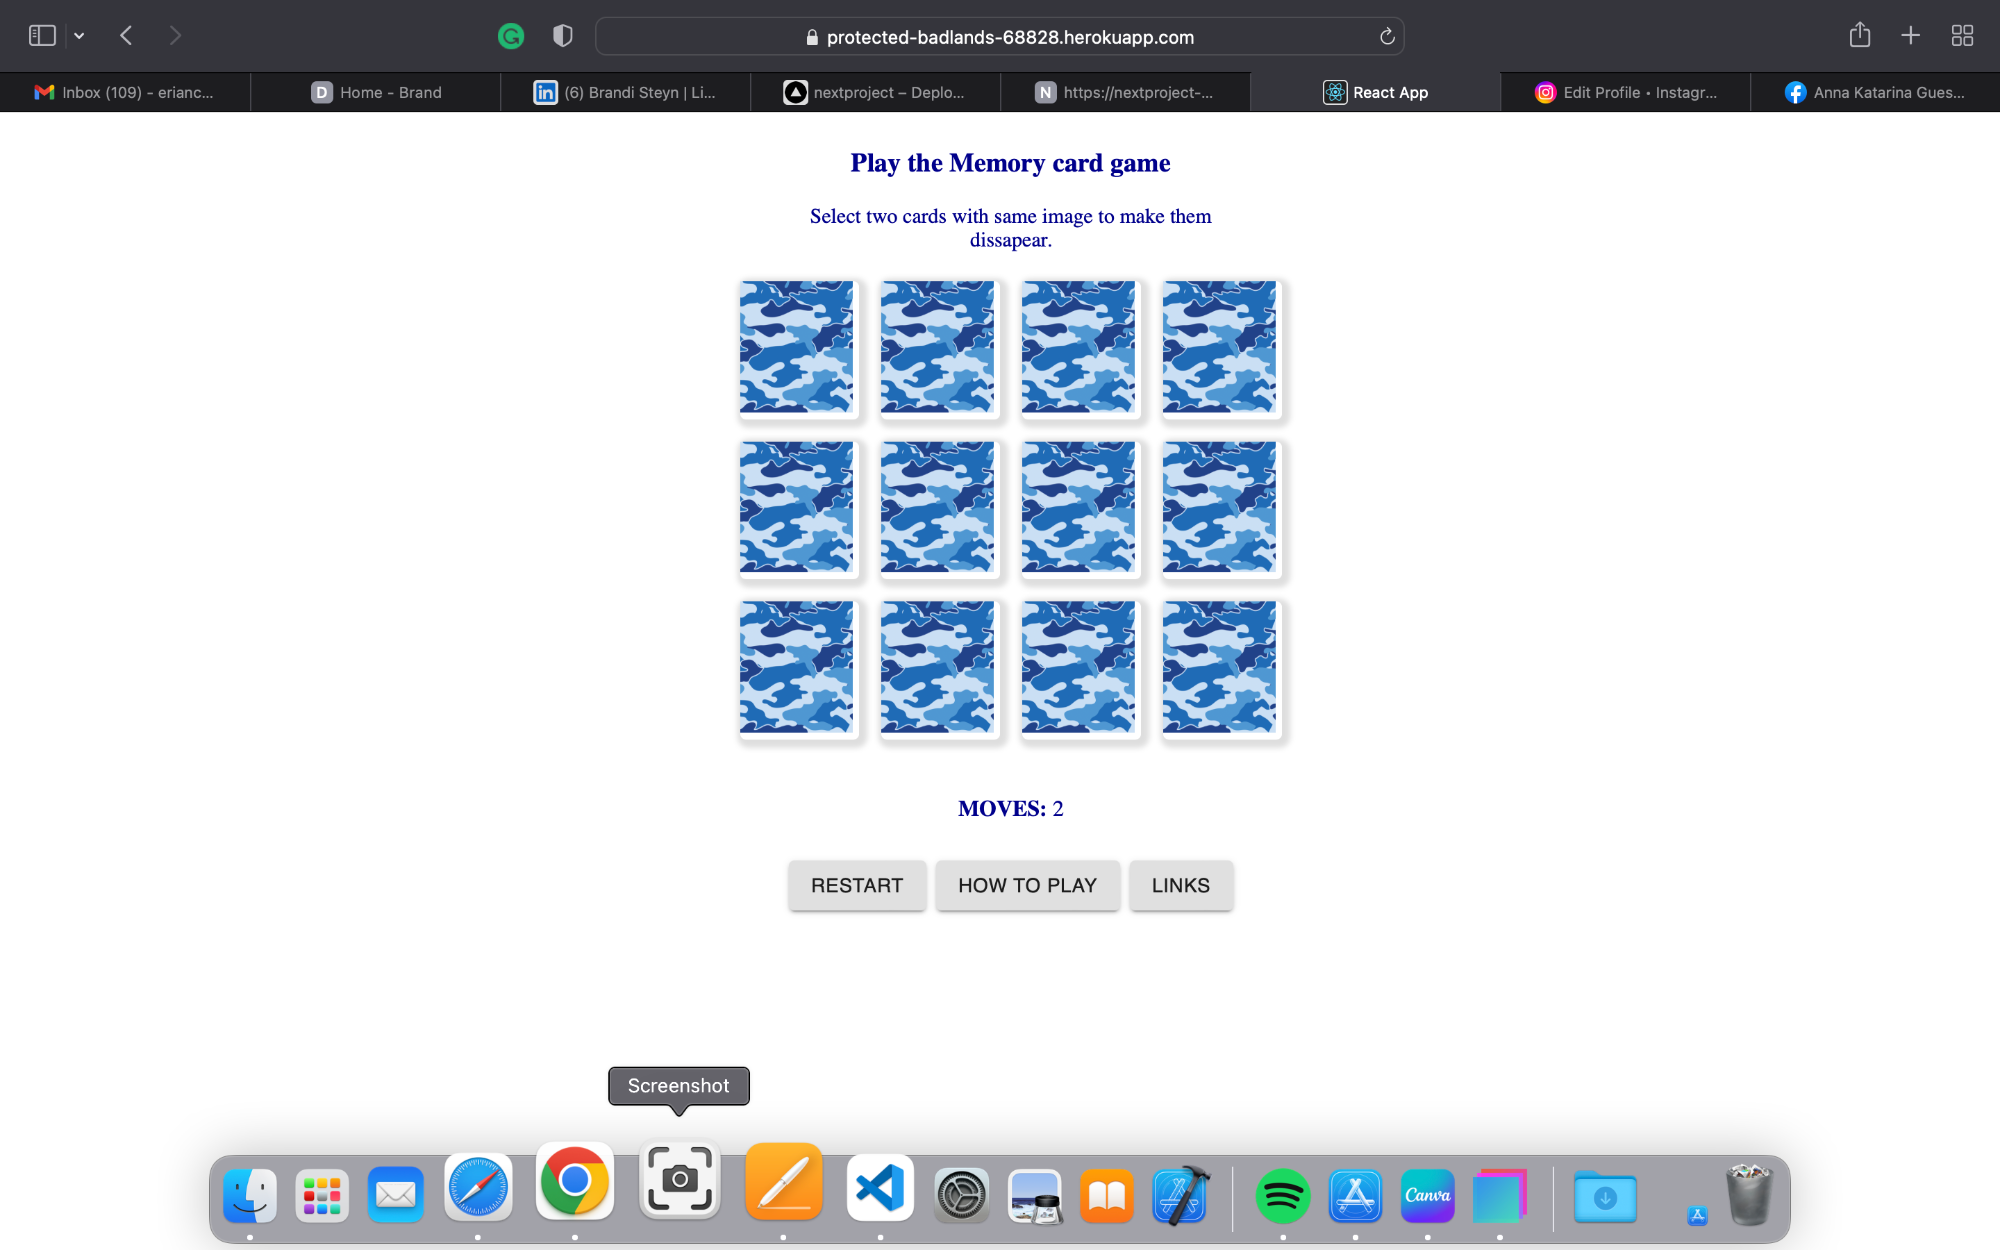 protected-badlands-68828.herokuapp.com
Inbox (109) - erianc...
D Home - Brand
in (6) Brandi Steyn | Li...
nextproject – Deplo...
N https://nextproject-...
React App
Edit Profile • Instagr...
Anna Katarina Gues...
Play the Memory card game
Select two cards with same image to make them
dissapear.
MOVES: 2
RESTART
HOW TO PLAY
LINKS
Screenshot
Canva